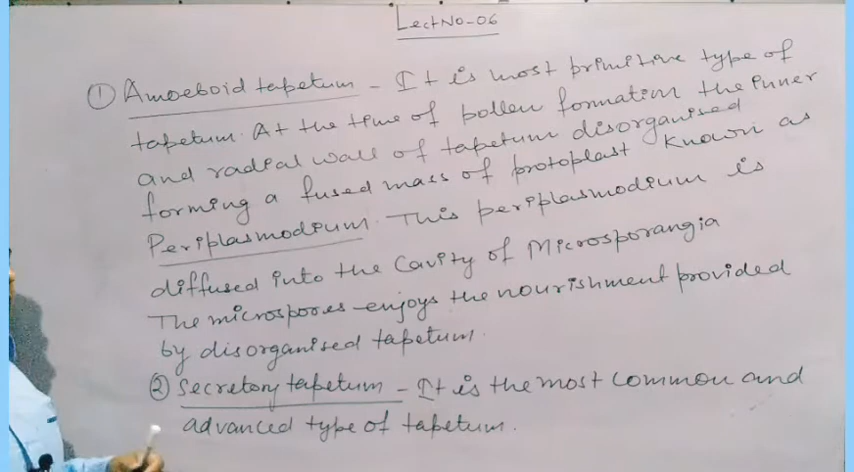 Lect No-06
① Amoeboid tapetum - It is most primitive type of
tapetum. At the time of pollen formation the inner
and radial wall of tapetum disorganised
forming a fused mass of protoplast known as
Periplasmodium. This periplasmodium is
diffused into the cavity of Microsporangia
The microspores enjoys the nourishment provided
by disorganised tapetum.
② Secretory tapetum - It is the most common and
advanced type of tapetum.